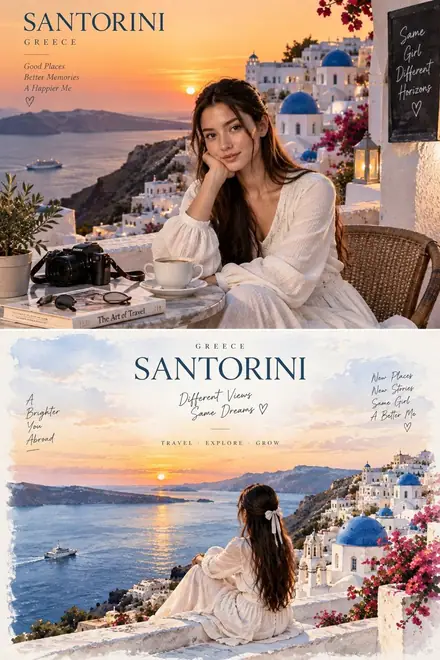 SANTORINI
GREECE
Good Places
Better Memories
A Happier Me
Same
Girl
Different
Horizons
The Art of Travel
GREECE
SANTORINI
Different Views
Same Dreams
A
Brighter
You
Abroad
New Places
New Stories
Same Girl
A Better Me
TRAVEL · EXPLORE · GROW